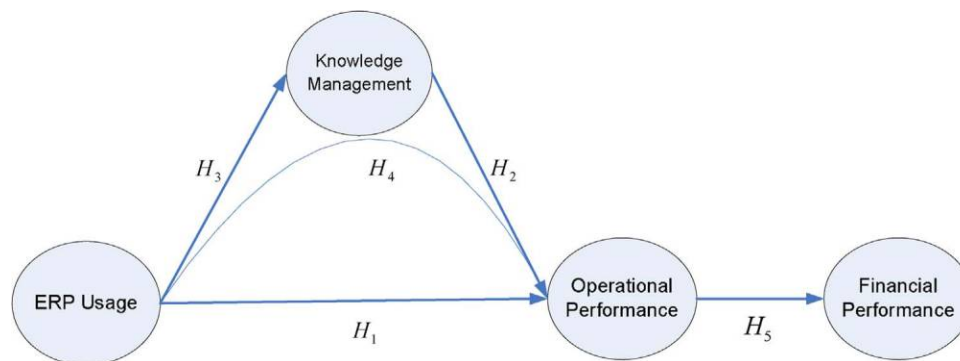 Knowledge
Management
H₃
H₄
H₂
ERP Usage
Operational
Performance
Financial
Performance
H₁
H₅